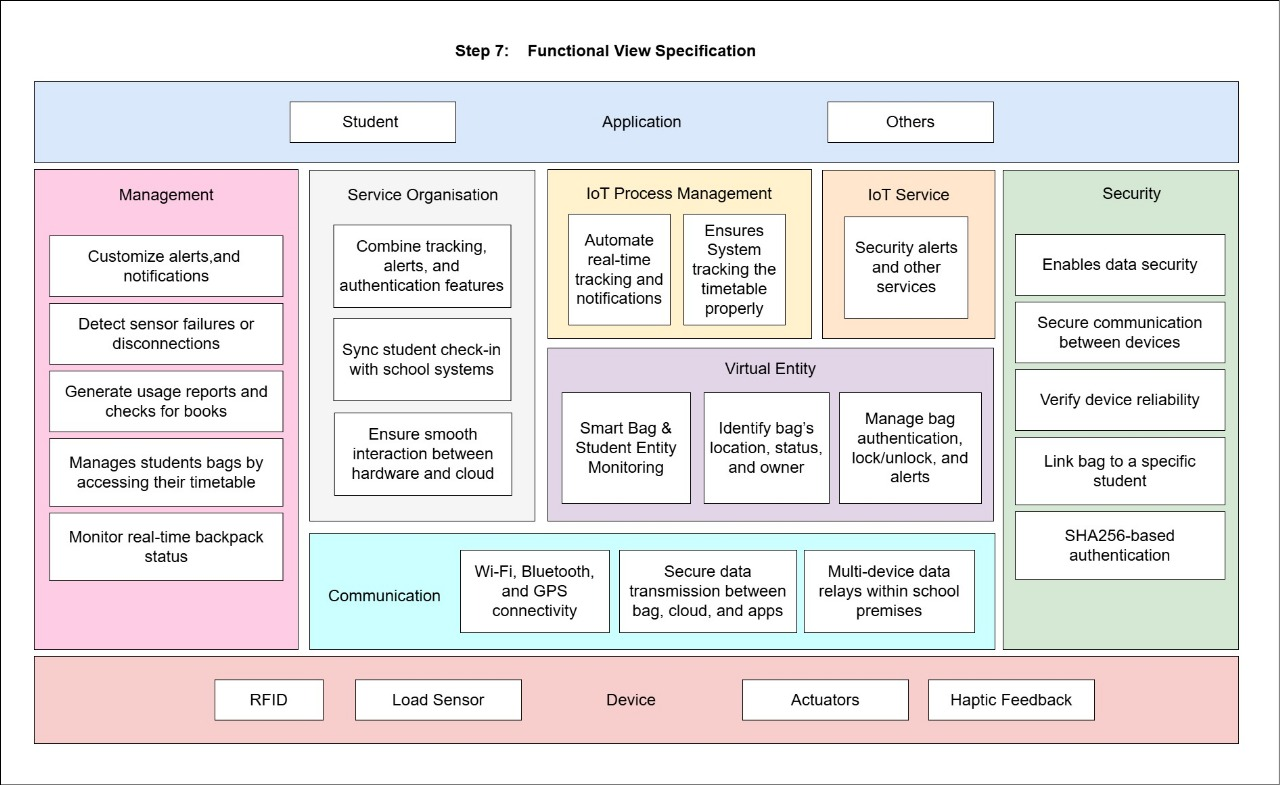 Step 7: Functional View Specification
Student
Application
Others
Management
Customize alerts,and
notifications
Detect sensor failures or
disconnections
Generate usage reports and
checks for books
Manages students bags by
accessing their timetable
Monitor real-time backpack
status
Service Organisation
Combine tracking,
alerts, and
authentication features
Sync student check-in
with school systems
Ensure smooth
interaction between
hardware and cloud
IoT Process Management
Automate
real-time
tracking and
notifications
Ensures
System
tracking the
timetable
properly
IoT Service
Security alerts
and other
services
Virtual Entity
Smart Bag &
Student Entity
Monitoring
Identify bag's
location, status,
and owner
Manage bag
authentication,
lock/unlock, and
alerts
Security
Enables data security
Secure communication
between devices
Verify device reliability
Link bag to a specific
student
SHA256-based
authentication
Communication
Wi-Fi, Bluetooth,
and GPS
connectivity
Secure data
transmission between
bag, cloud, and apps
Multi-device data
relays within school
premises
RFID
Load Sensor
Device
Actuators
Haptic Feedback